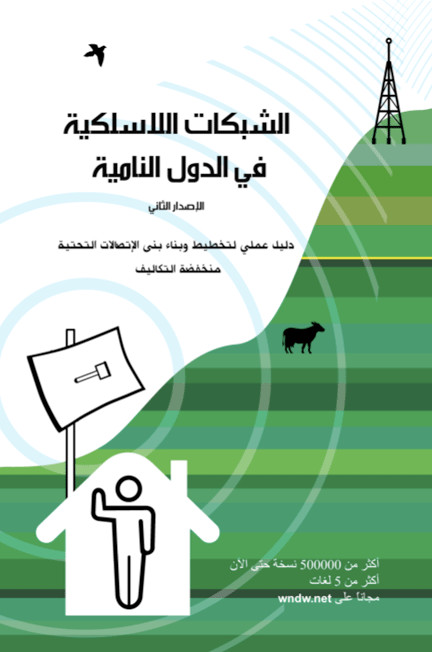 الشبكات اللاسلكية
في الدول النامية
الإصدار الثاني
دليل عملي لتخطيط وبناء بنى الإتصالات التحتية
منخفضة التكاليف
أكثر من 500000 نسخة حتى الآن
أكثر من 5 لغات
مجاناً على wndw.net